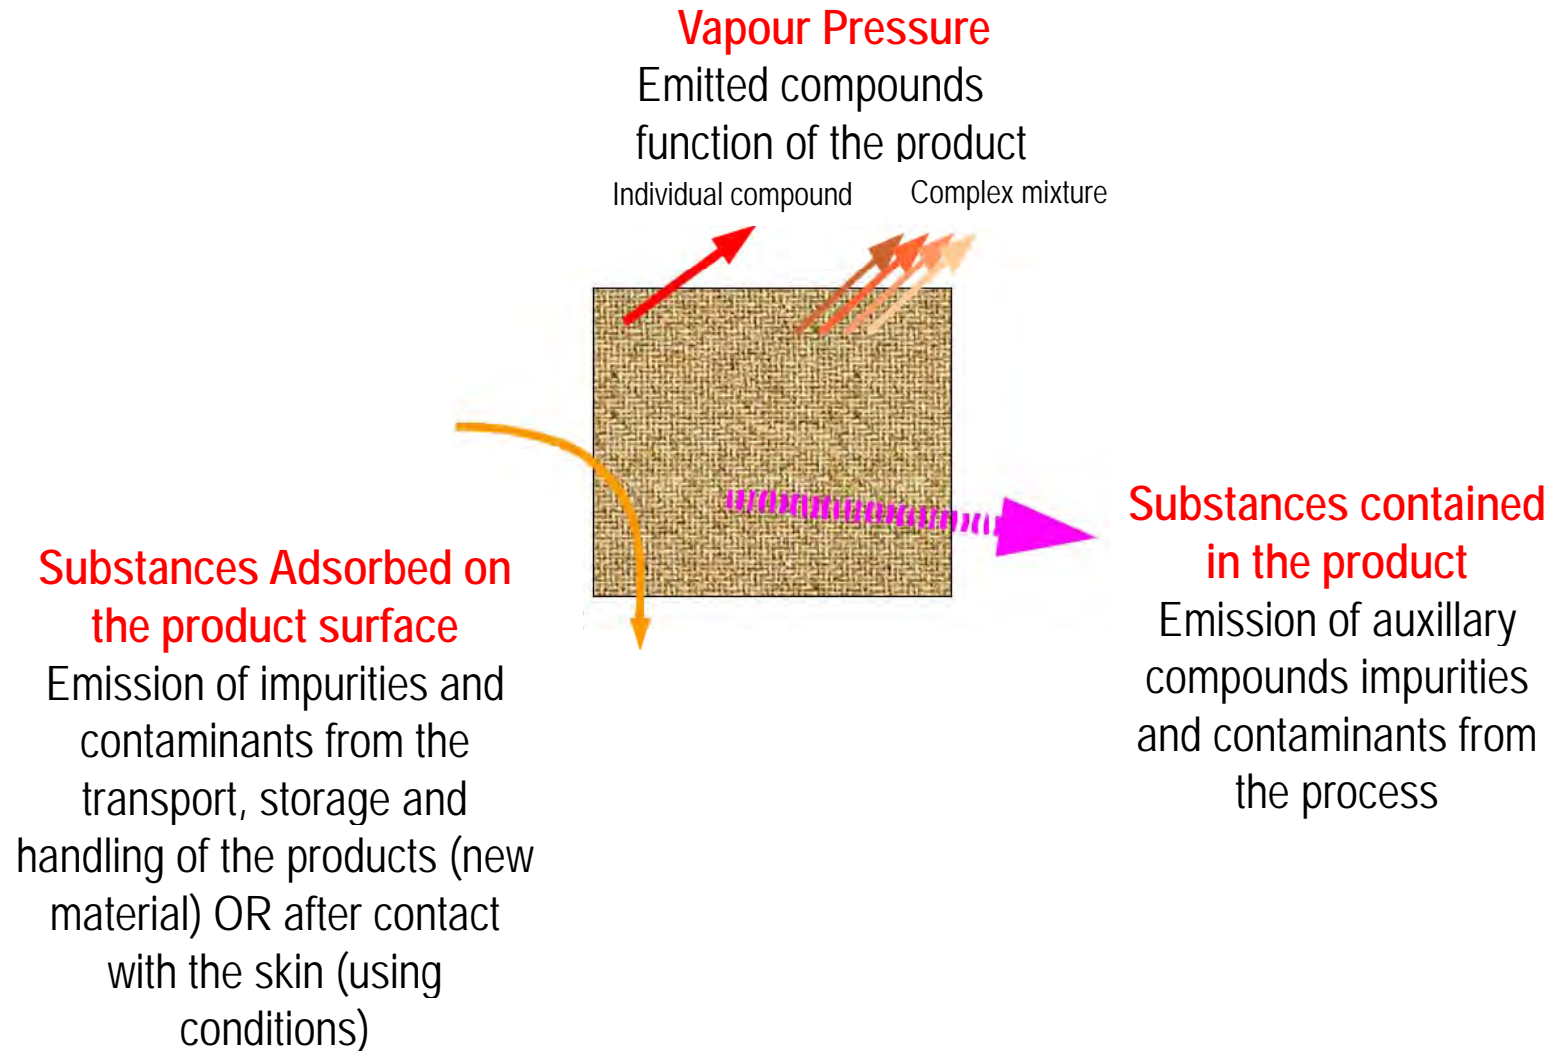 Vapour Pressure
Emitted compounds
function of the product
Individual compound
Complex mixture
Substances Adsorbed on
the product surface
Emission of impurities and
contaminants from the
transport, storage and
handling of the products (new
material) OR after contact
with the skin (using
conditions)
Substances contained
in the product
Emission of auxillary
compounds impurities
and contaminants from
the process